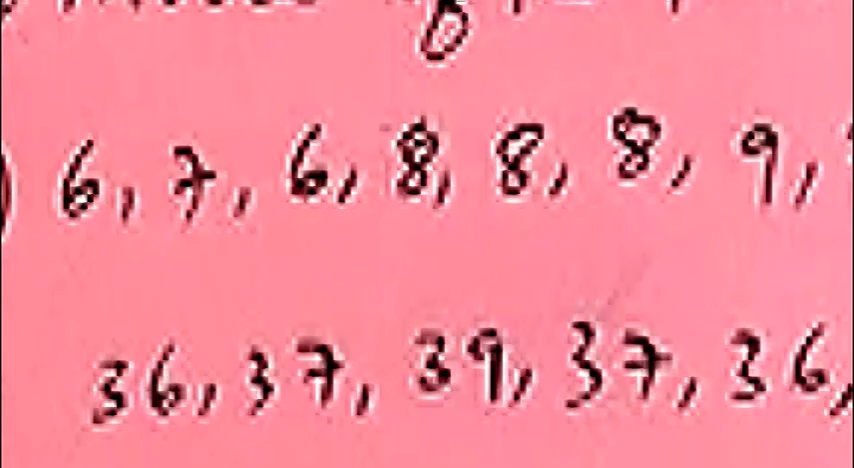 6, 7, 6, 8, 8, 8, 9,
36, 37, 39, 37, 36,